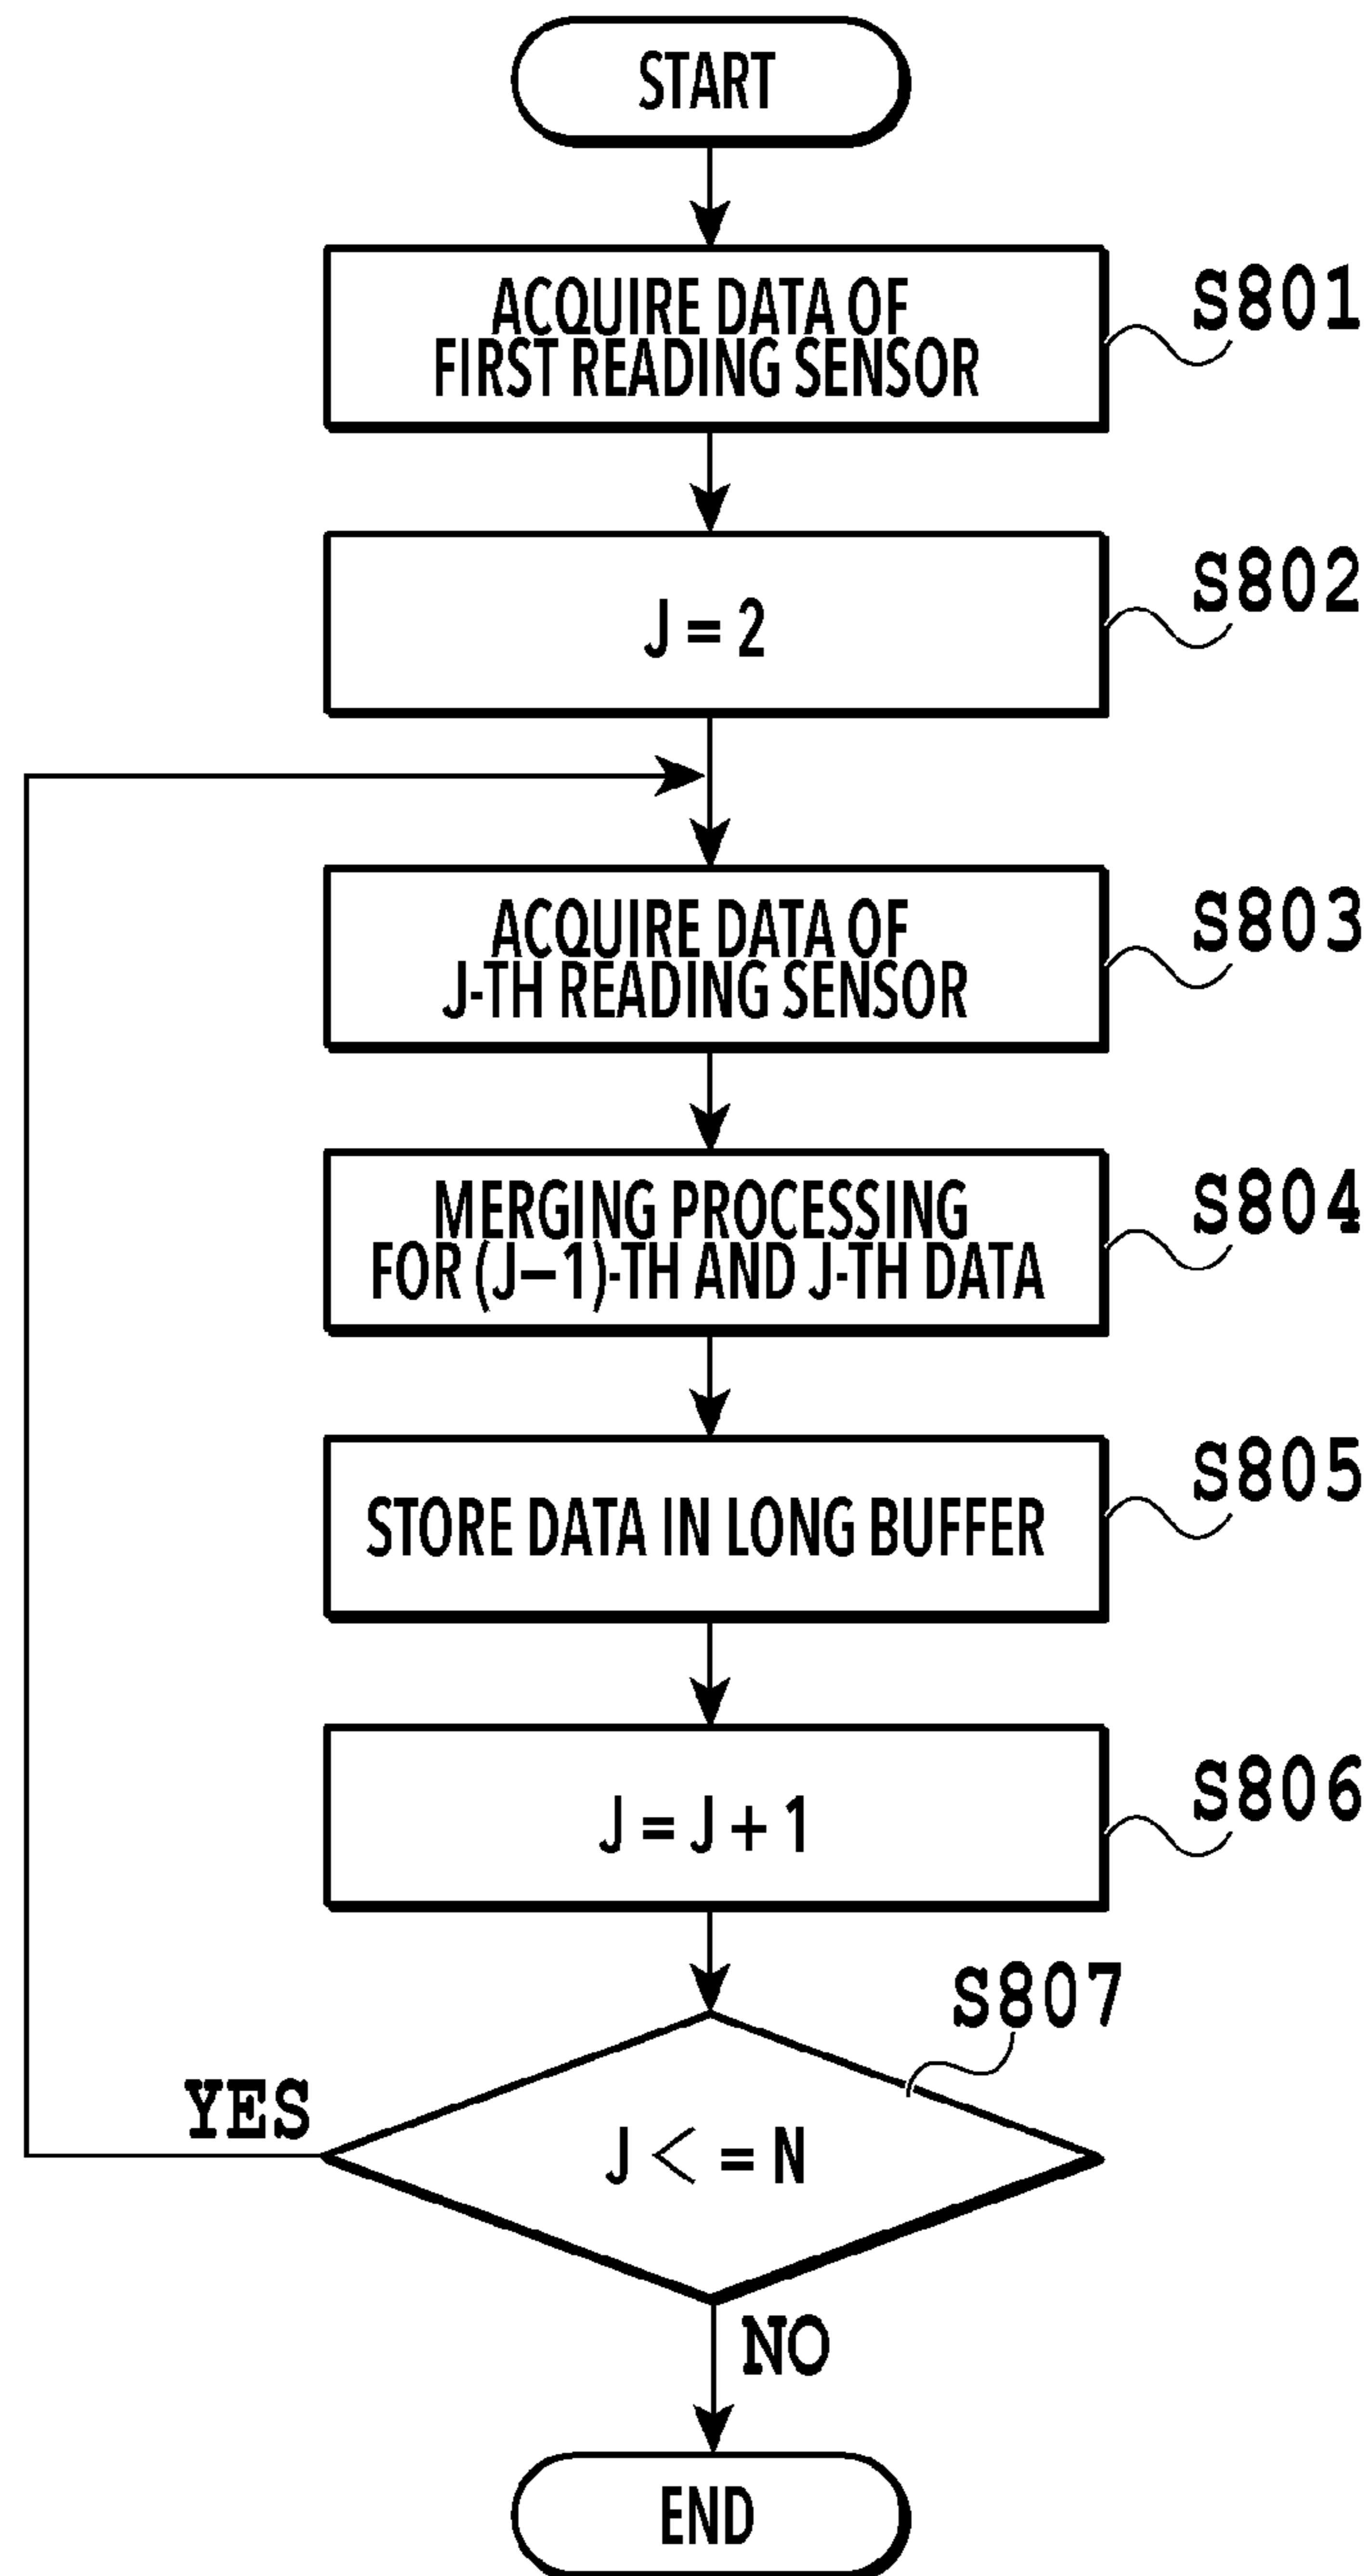 START
ACQUIRE DATA OF
FIRST READING SENSOR
S801
J = 2
S802
ACQUIRE DATA OF
J-TH READING SENSOR
S803
MERGING PROCESSING
FOR (J−1)-TH AND J-TH DATA
S804
STORE DATA IN LONG BUFFER
S805
J = J + 1
S806
S807
J < = N
YES
NO
END